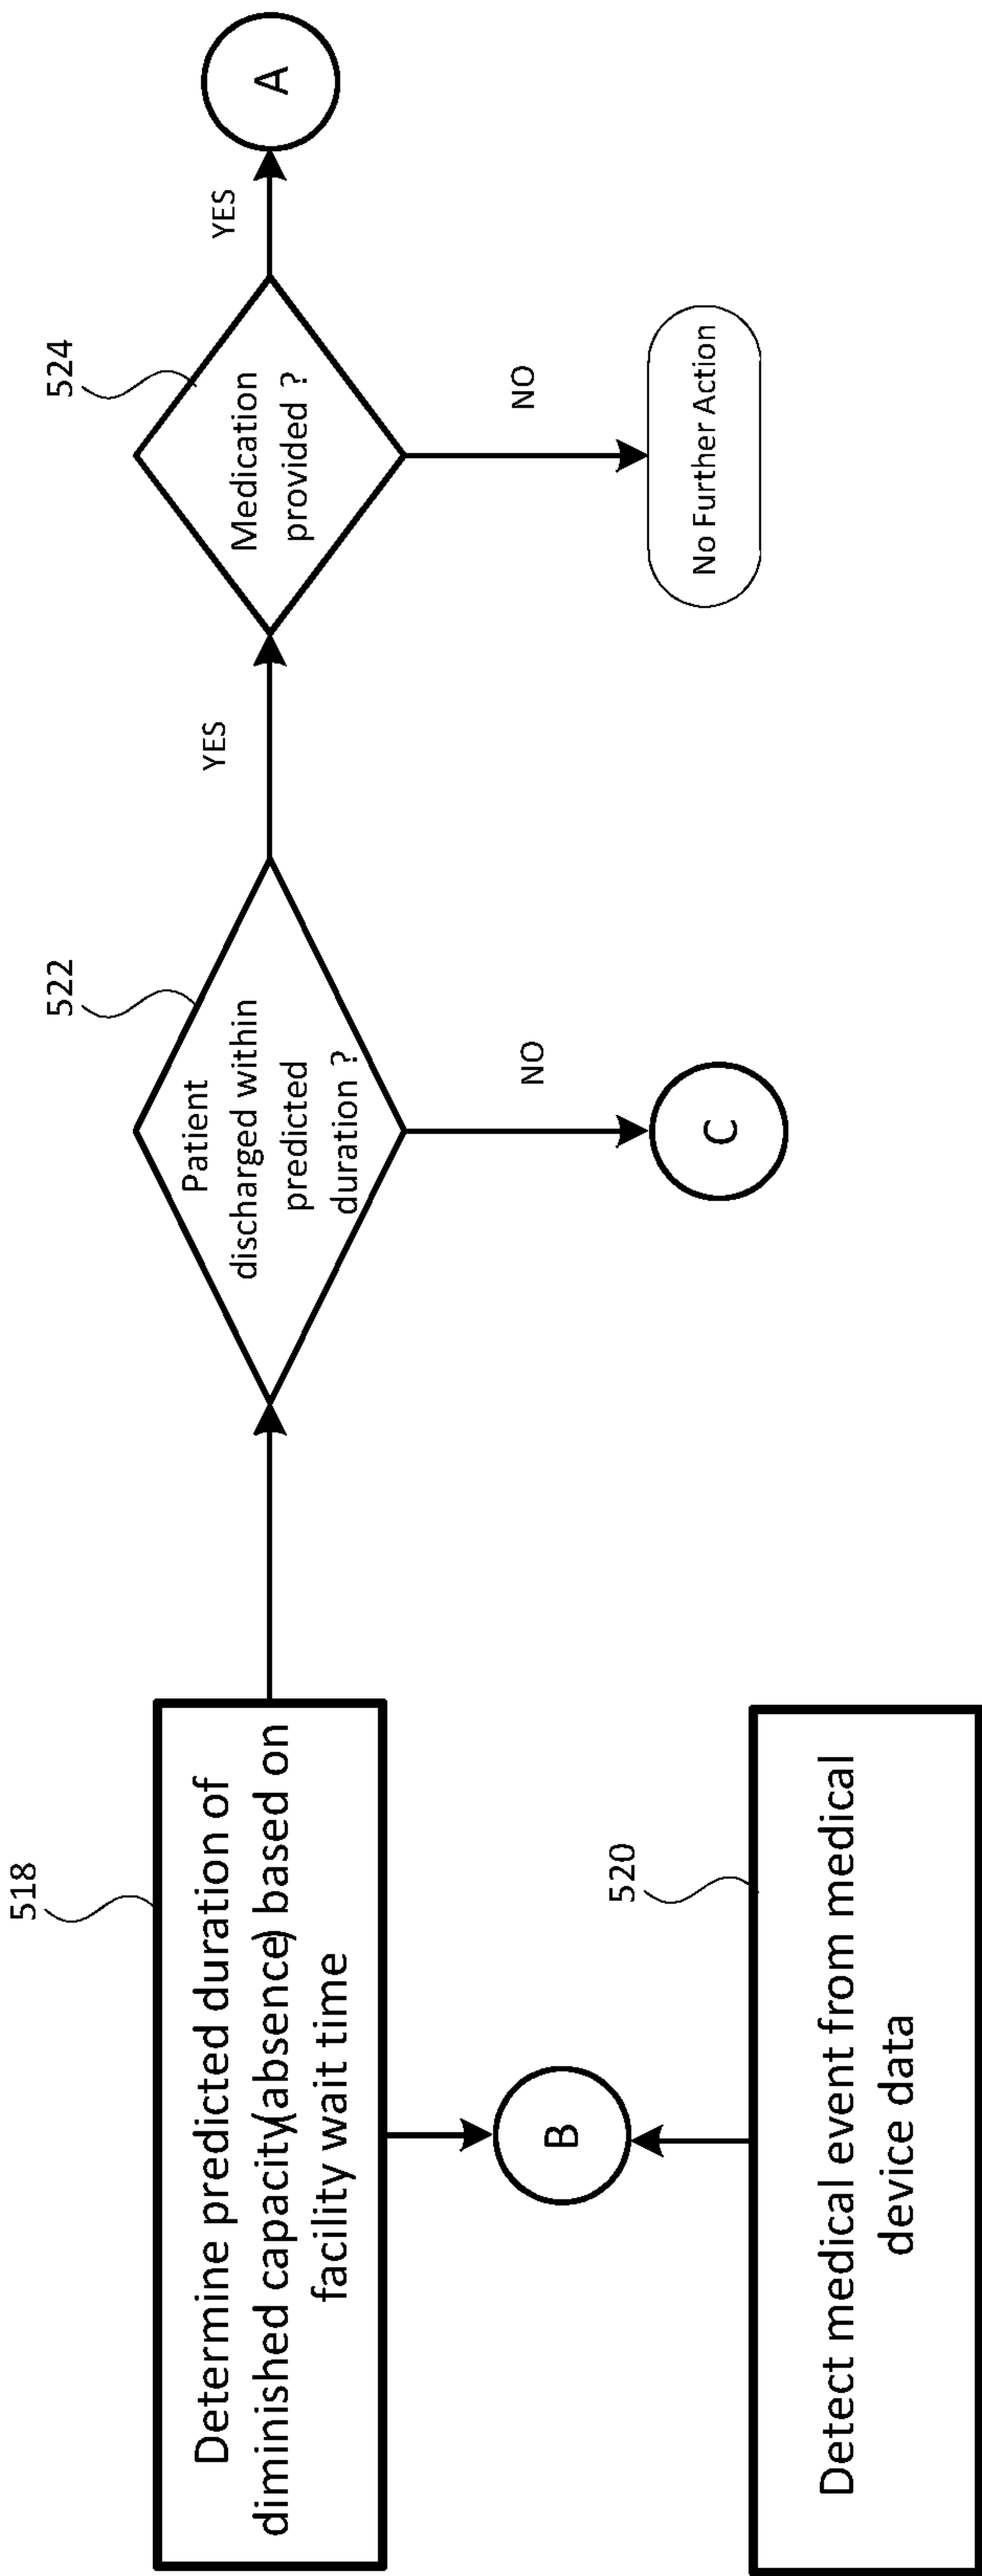 518
Determine predicted duration of
diminished capacity(absence) based on
facility wait time
B
520
Detect medical event from medical
device data
522
Patient
discharged within
predicted
duration ?
YES
NO
C
524
Medication
provided ?
YES
A
NO
No Further Action